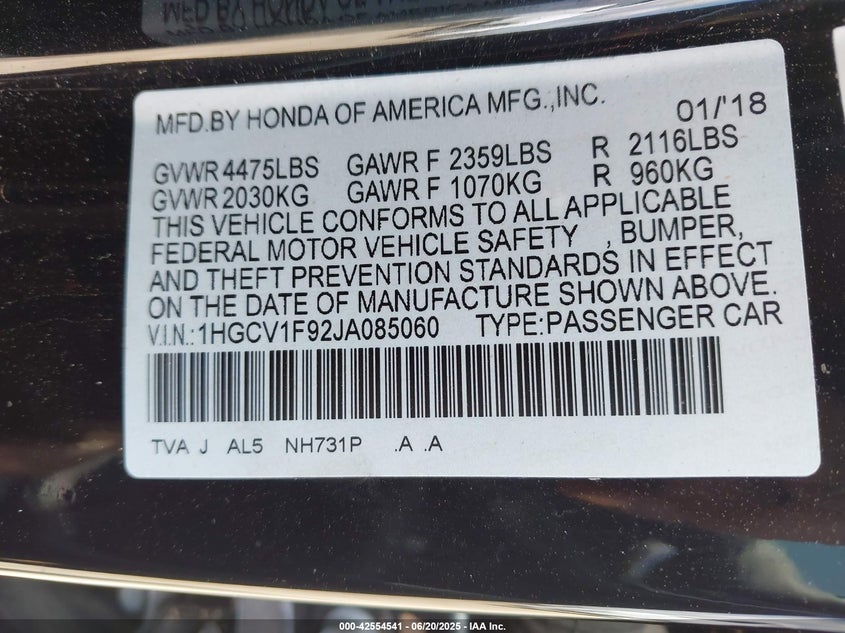 MFD.BY HONDA OF AMERICA MFG.,INC. 01/'18
GVWR 4475LBS GAWR F 2359LBS R 2116LBS
GVWR 2030KG GAWR F 1070KG R 960KG
THIS VEHICLE CONFORMS TO ALL APPLICABLE
FEDERAL MOTOR VEHICLE SAFETY , BUMPER,
AND THEFT PREVENTION STANDARDS IN EFFECT
ON THE DATE OF MANUFACTURE SHOWN ABOVE.
V.I.N.:1HGCV1F92JA085060 TYPE:PASSENGER CAR
TVA J AL5 NH731P .A .A
000-42554541 - 06/20/2025 - IAA Inc.